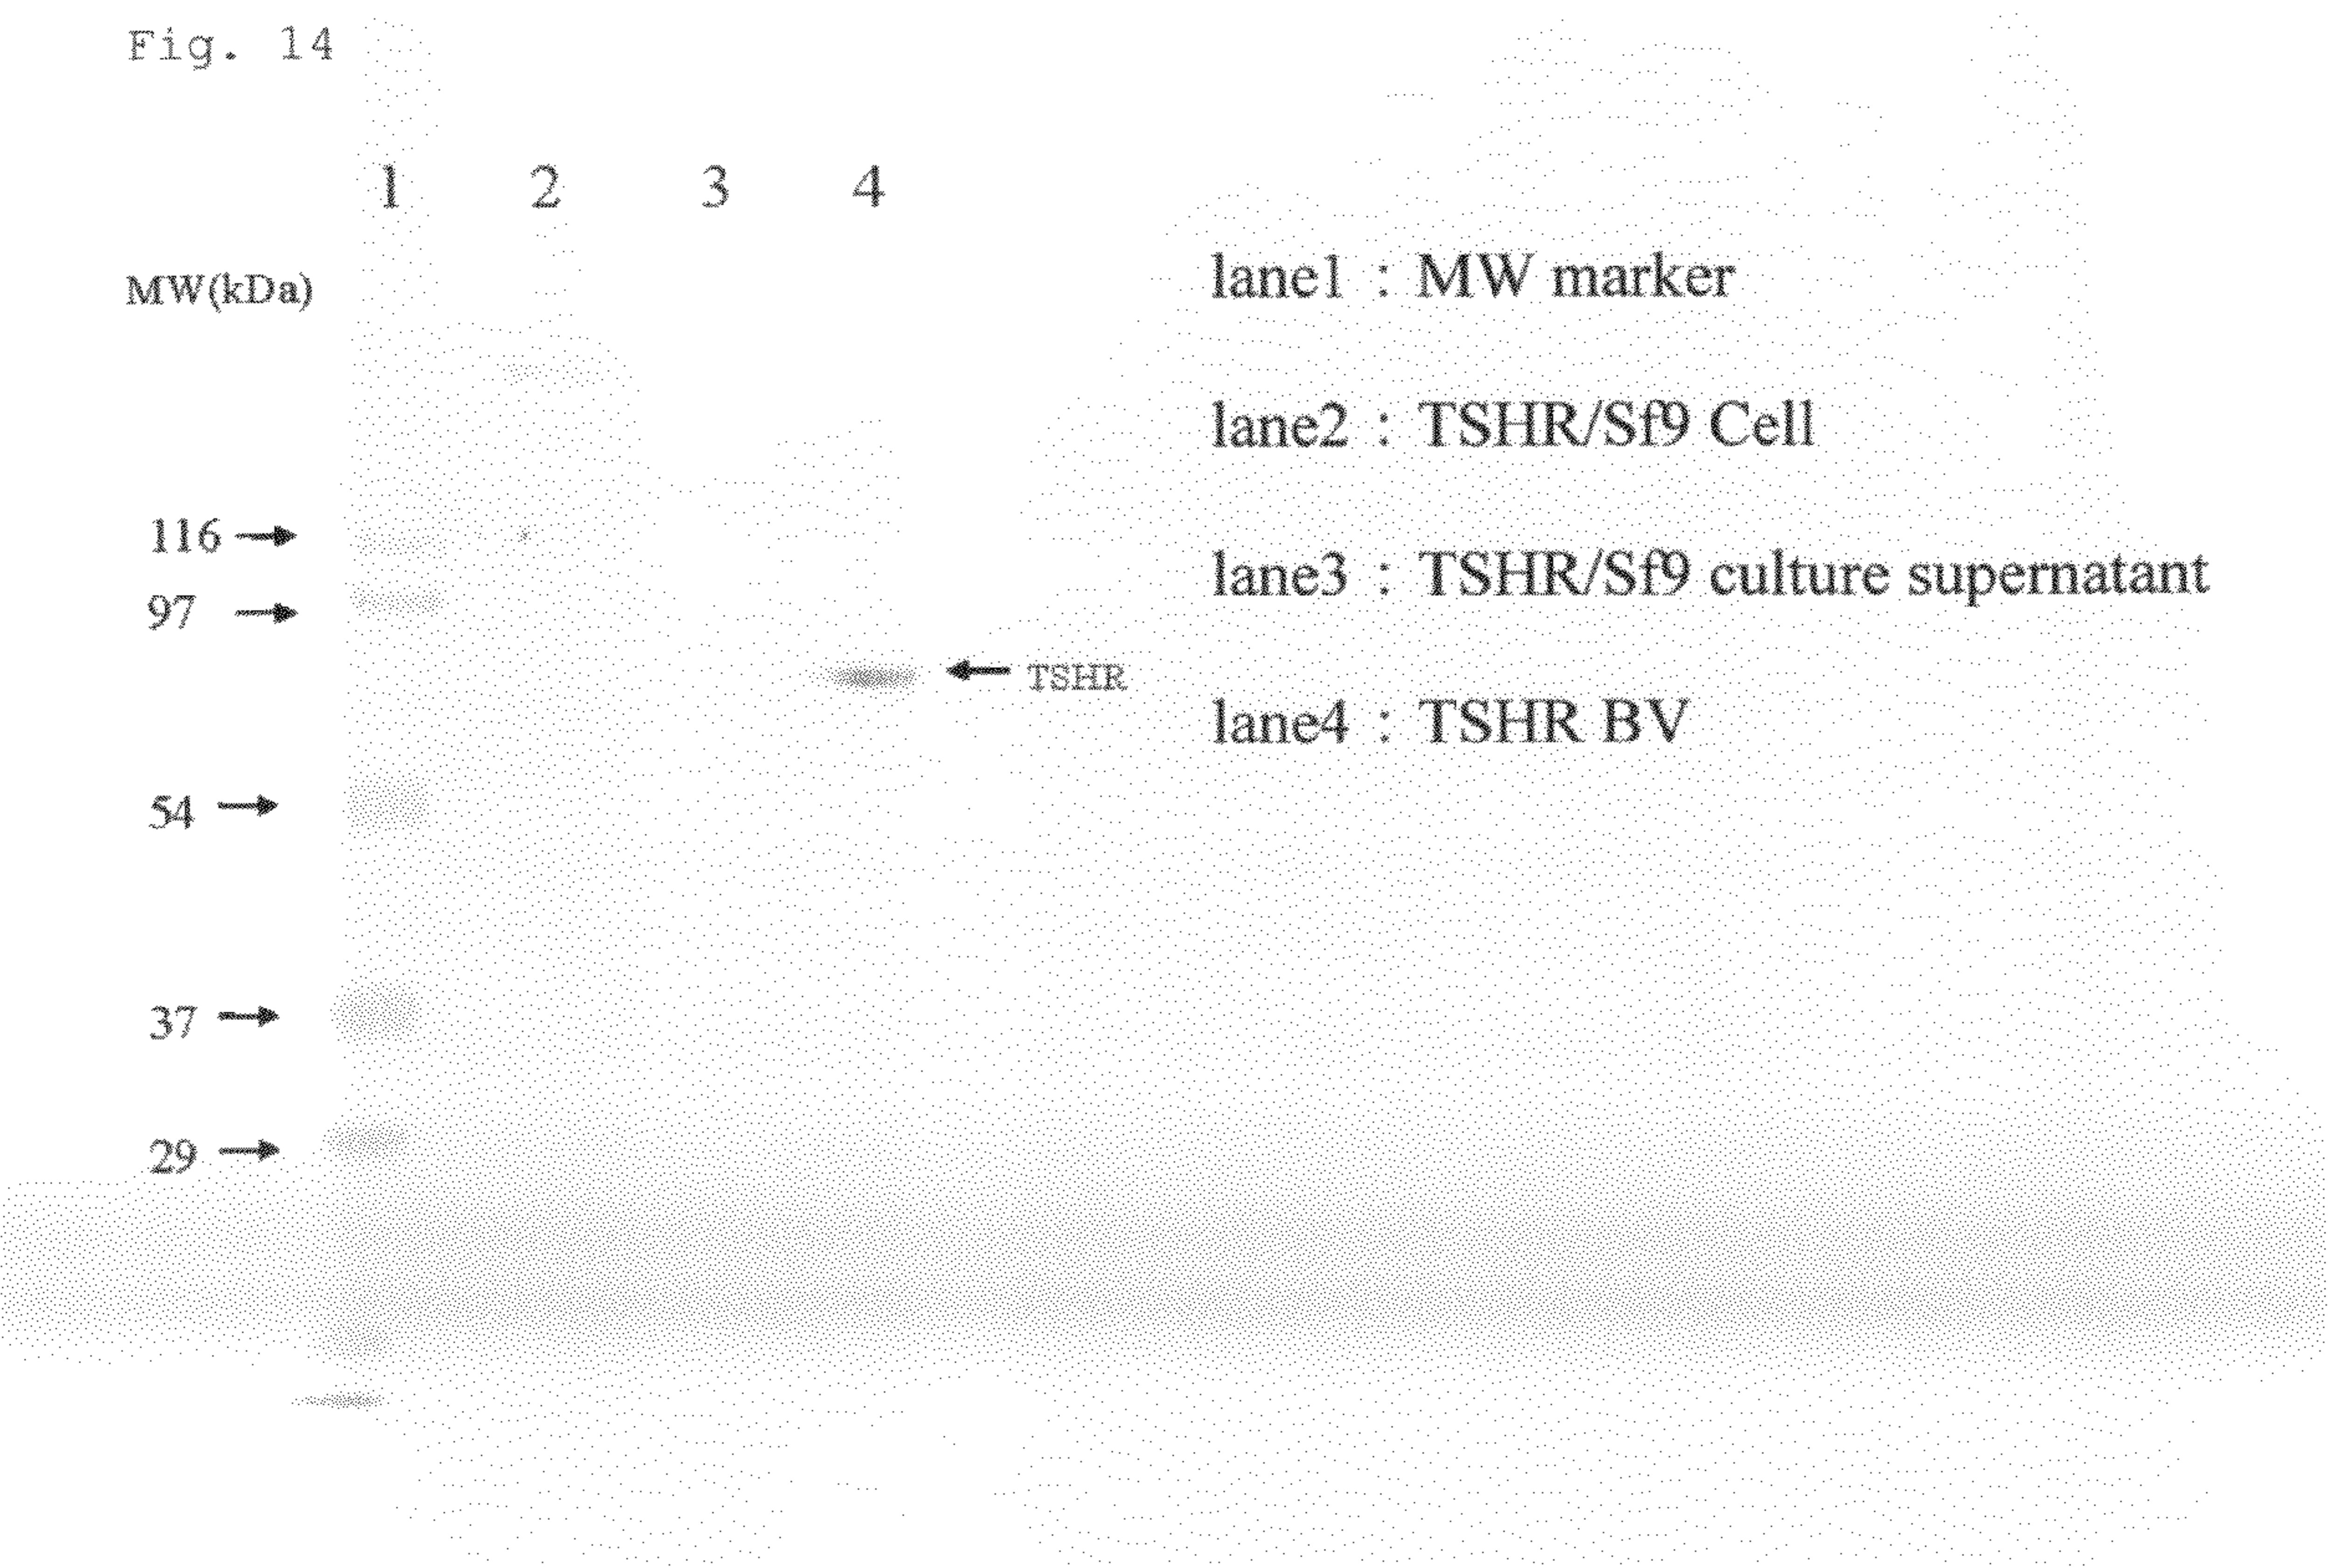 Fig. 14
1 2 3 4
MW(kDa)
lane1 : MW marker
lane2 : TSHR/Sf9 Cell
116
lane3 : TSHR/Sf9 culture supernatant
97
TSHR
lane4 : TSHR BV
54
37
29